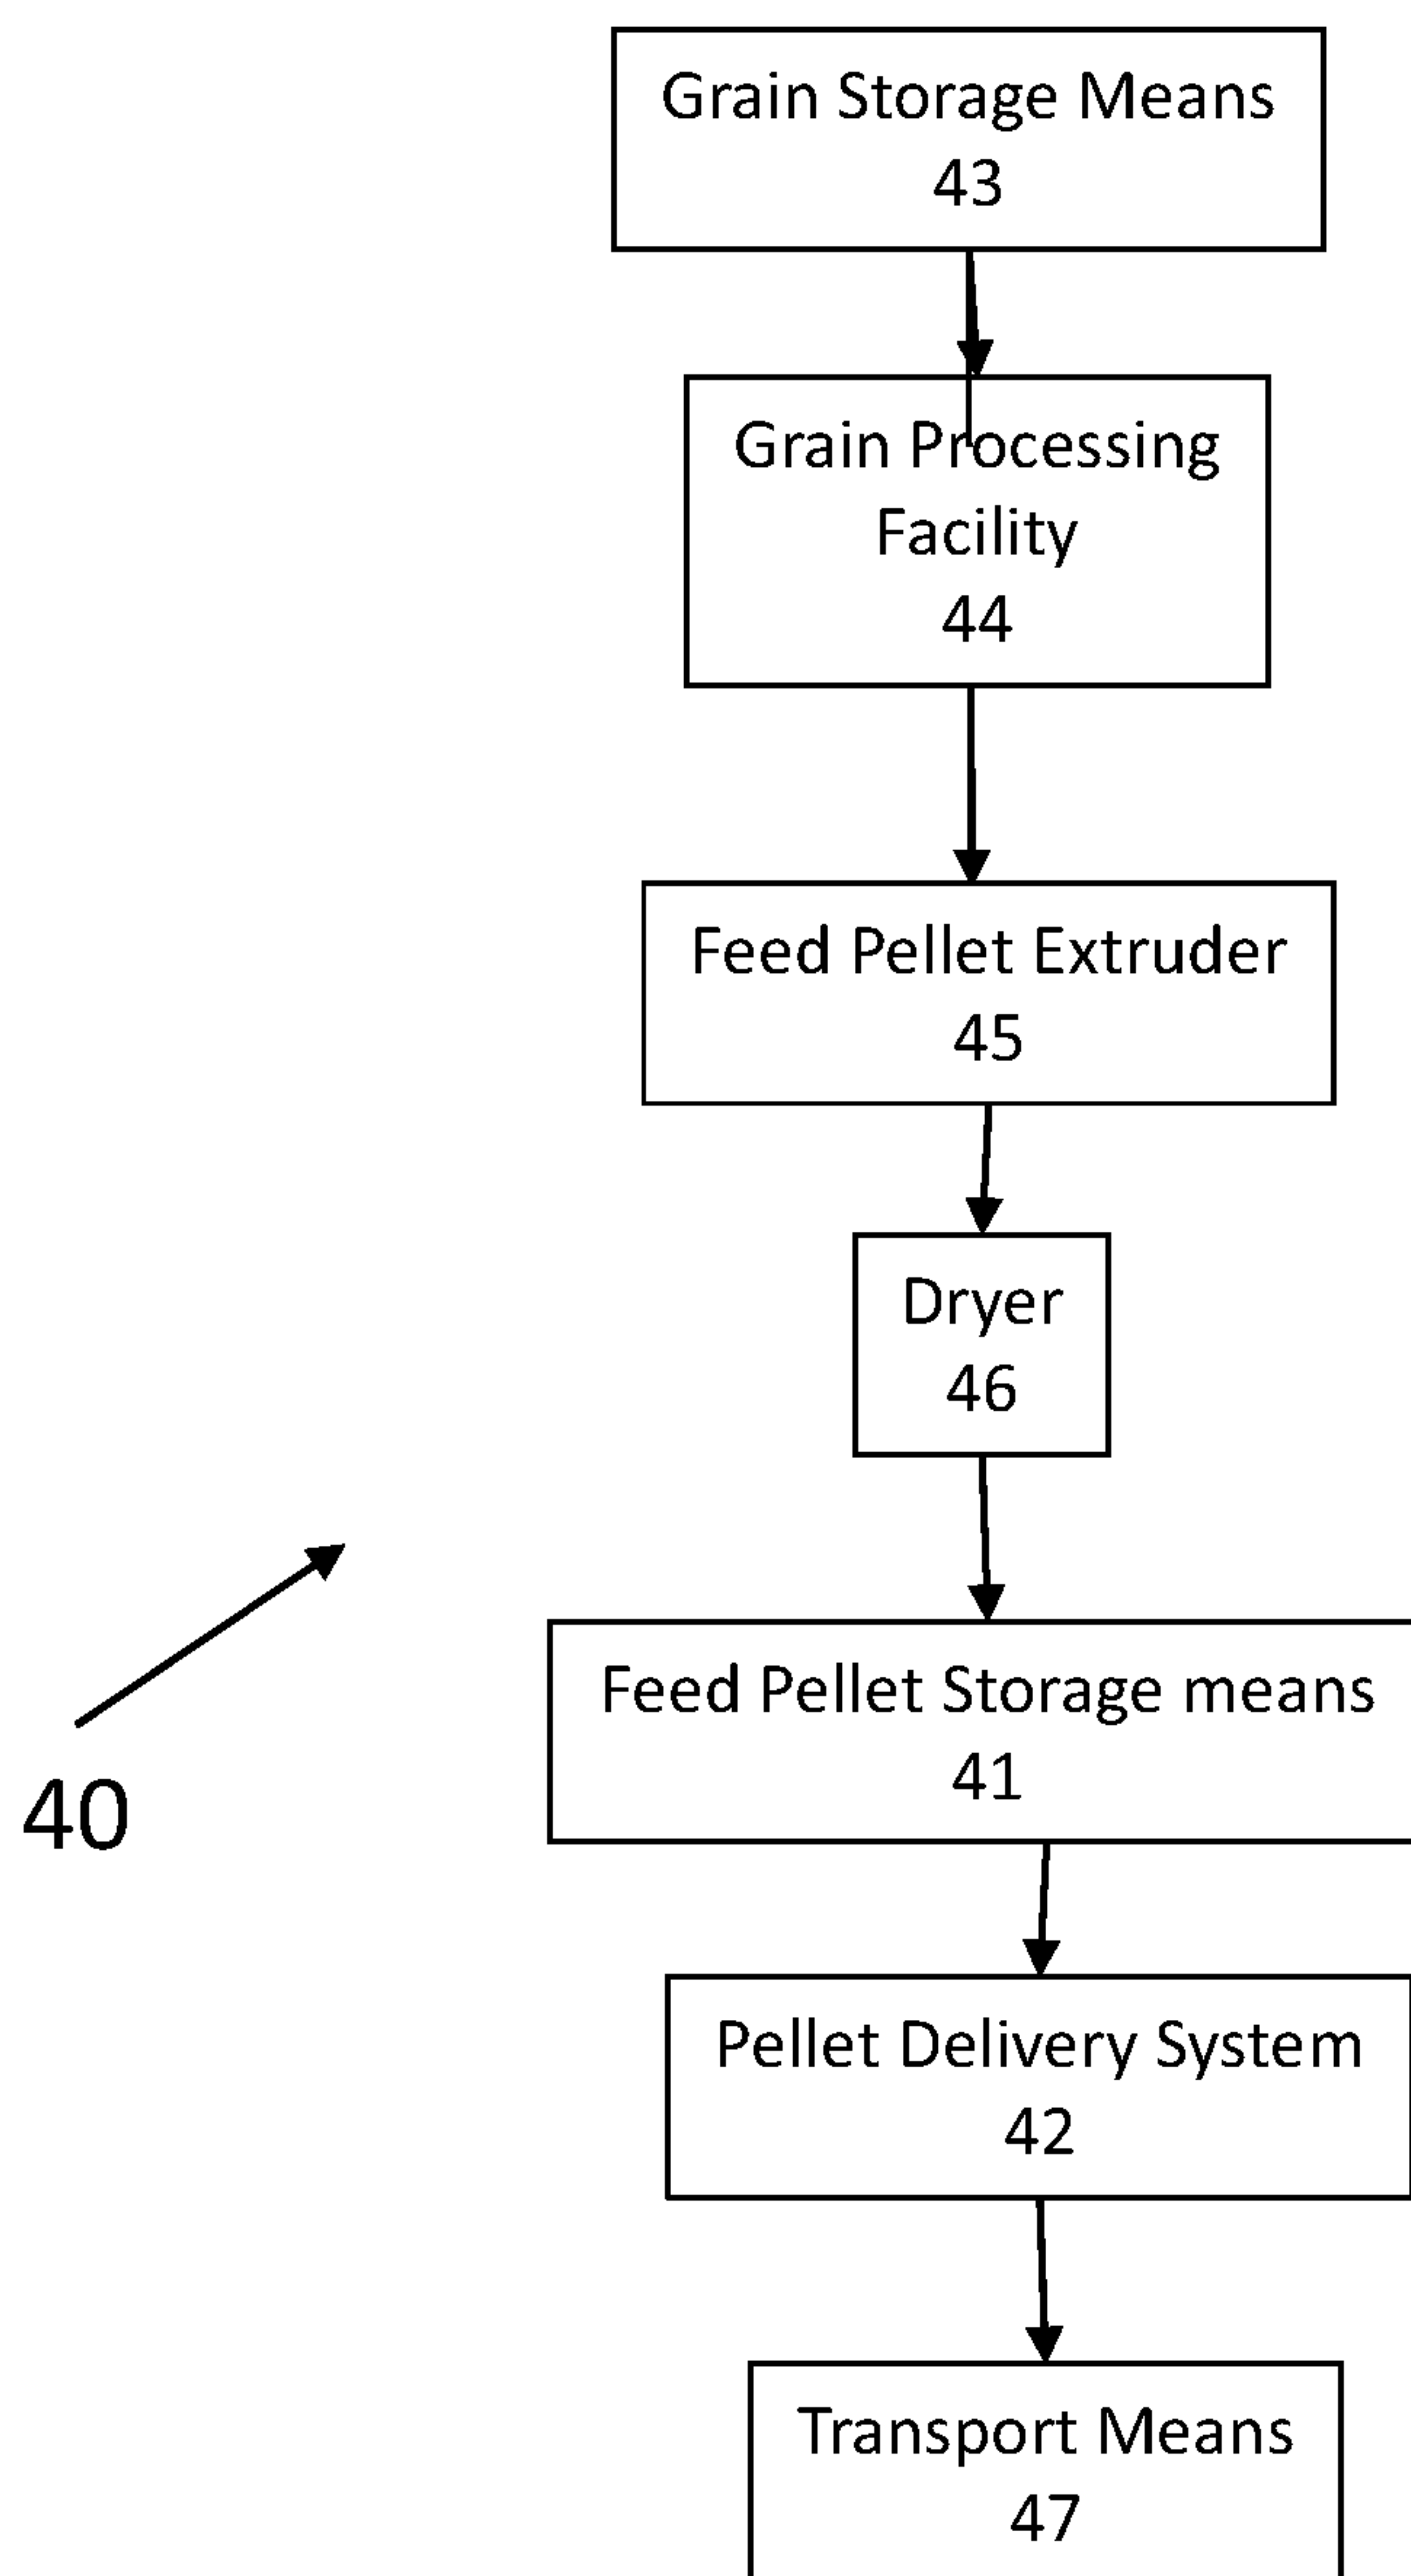 Grain Storage Means
43
Grain Processing
Facility
44
Feed Pellet Extruder
45
Dryer
46
Feed Pellet Storage means
41
40
Pellet Delivery System
42
Transport Means
47